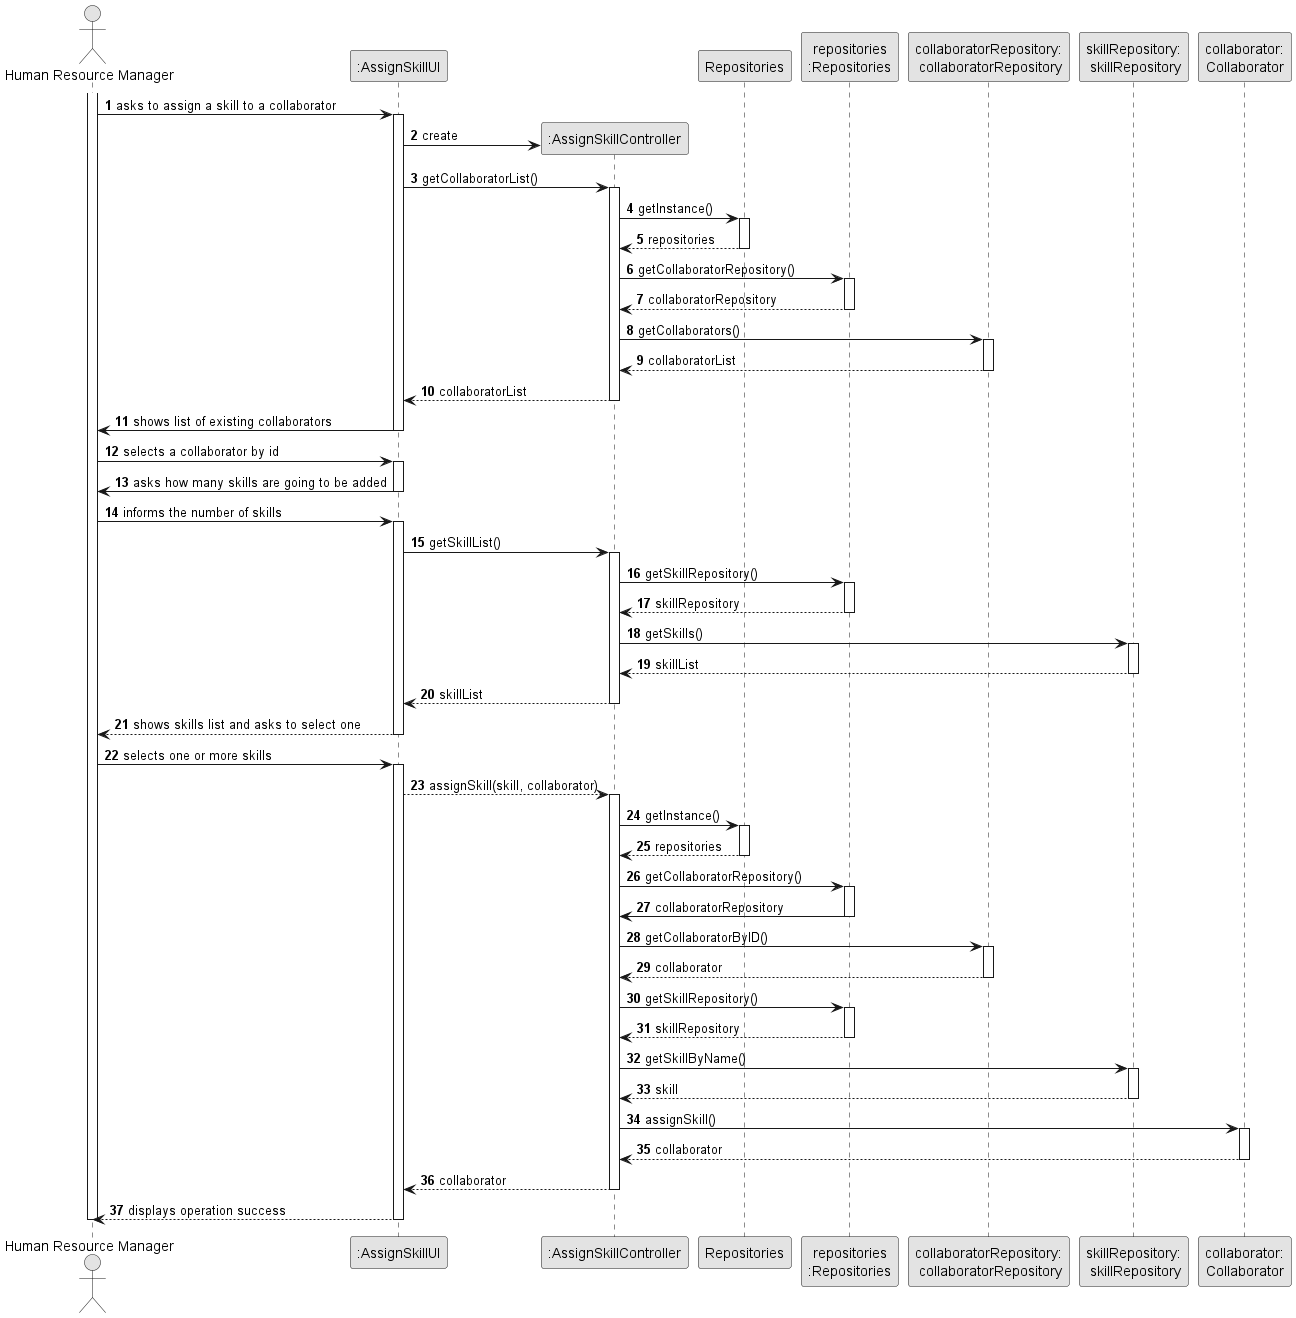 Human Resource Manager
:AssignSkillUI
:AssignSkillController
Repositories
repositories
:Repositories
collaboratorRepository:
collaboratorRepository
skillRepository:
skillRepository
collaborator:
Collaborator
1 asks to assign a skill to a collaborator
2 create
3 getCollaboratorList()
4 getInstance()
5 repositories
6 getCollaboratorRepository()
7 collaboratorRepository
8 getCollaborators()
9 collaboratorList
10 collaboratorList
11 shows list of existing collaborators
12 selects a collaborator by id
13 asks how many skills are going to be added
14 informs the number of skills
15 getSkillList()
16 getSkillRepository()
17 skillRepository
18 getSkills()
19 skillList
20 skillList
21 shows skills list and asks to select one
22 selects one or more skills
23 assignSkill(skill, collaborator)
24 getInstance()
25 repositories
26 getCollaboratorRepository()
27 collaboratorRepository
28 getCollaboratorByID()
29 collaborator
30 getSkillRepository()
31 skillRepository
32 getSkillByName()
33 skill
34 assignSkill()
35 collaborator
36 collaborator
37 displays operation success
Human Resource Manager
:AssignSkillUI
:AssignSkillController
Repositories
repositories
:Repositories
collaboratorRepository:
collaboratorRepository
skillRepository:
skillRepository
collaborator:
Collaborator